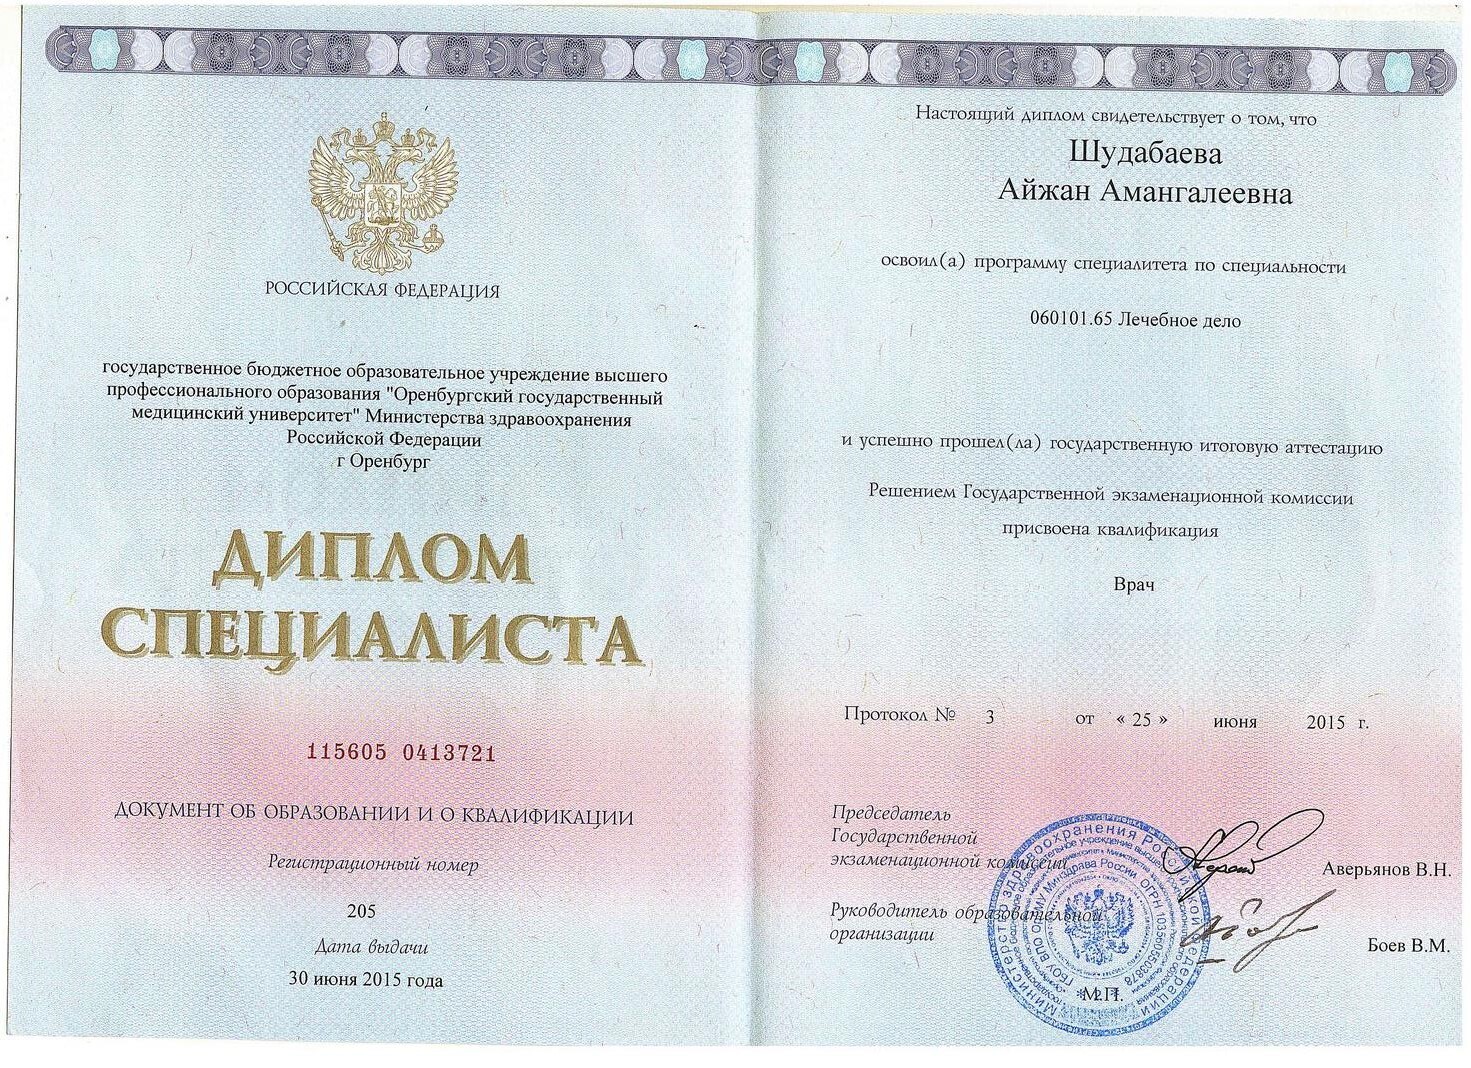 РОССИЙСКАЯ ФЕДЕРАЦИЯ
государственное бюджетное образовательное учреждение высшего
профессионального образования "Оренбургский государственный
медицинский университет" Министерства здравоохранения
Российской Федерации
г Оренбург
ДИПЛОМ
СПЕЦИАЛИСТА
115605 0413721
ДОКУМЕНТ ОБ ОБРАЗОВАНИИ И О КВАЛИФИКАЦИИ
Регистрационный номер
205
Дата выдачи
30 июня 2015 года
Настоящий диплом свидетельствует о том, что
Шудабаева
Айжан Амангалеевна
освоил(а) программу специалитета по специальности
060101.65 Лечебное дело
и успешно прошел(ла) государственную итоговую аттестацию
Решением Государственной экзаменационной комиссии
присвоена квалификация
Врач
Протокол № 3 от « 25 » июня 2015 г.
Председатель
Государственной
экзаменационной комиссии
Аверьянов В.Н.
Руководитель образовательной
организации
Боев В.М.
М.П.
Министерство здравоохранения Российской Федерации
ГБОУ ВПО ОрГМУ Минздрава России ОГРН 1035605503878